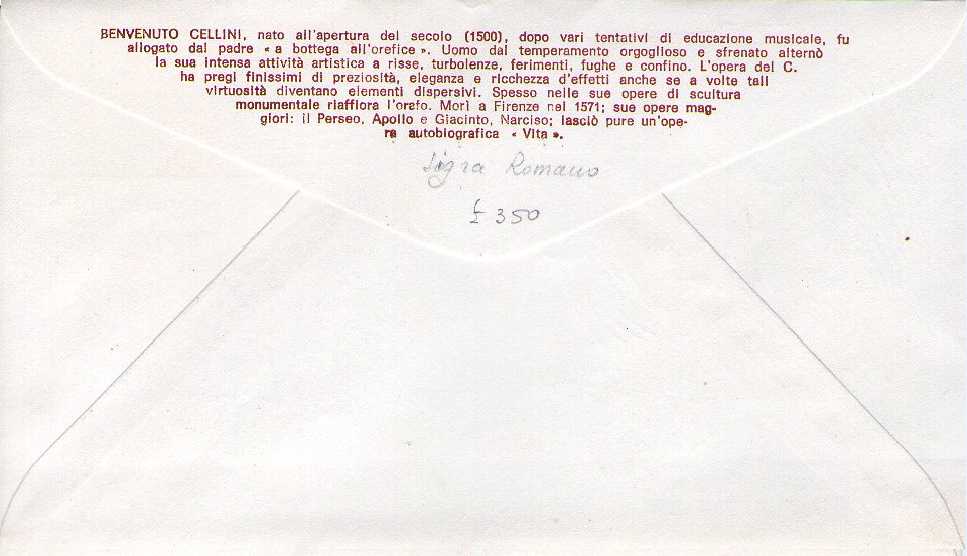 BENVENUTO CELLINI, nato all'apertura del secolo (1500), dopo vari tentativi di educazione musicale, fu
allogato dal padre « a bottega all'orefice ». Uomo dal temperamento orgoglioso e sfrenato alternò
la sua intensa attività artistica a risse, turbolenze, ferimenti, fughe e confino. L'opera del C.
ha pregi finissimi di preziosità, eleganza e ricchezza d'effetti anche se a volte tali
virtuosità diventano elementi dispersivi. Spesso nelle sue opere di scultura
monumentale riaffiora l'orafo. Morì a Firenze nel 1571; sue opere mag-
giori: il Perseo, Apollo e Giacinto, Narciso; lasciò pure un'ope-
ra autobiografica « Vita ».
Sig.ra Romano
£ 350